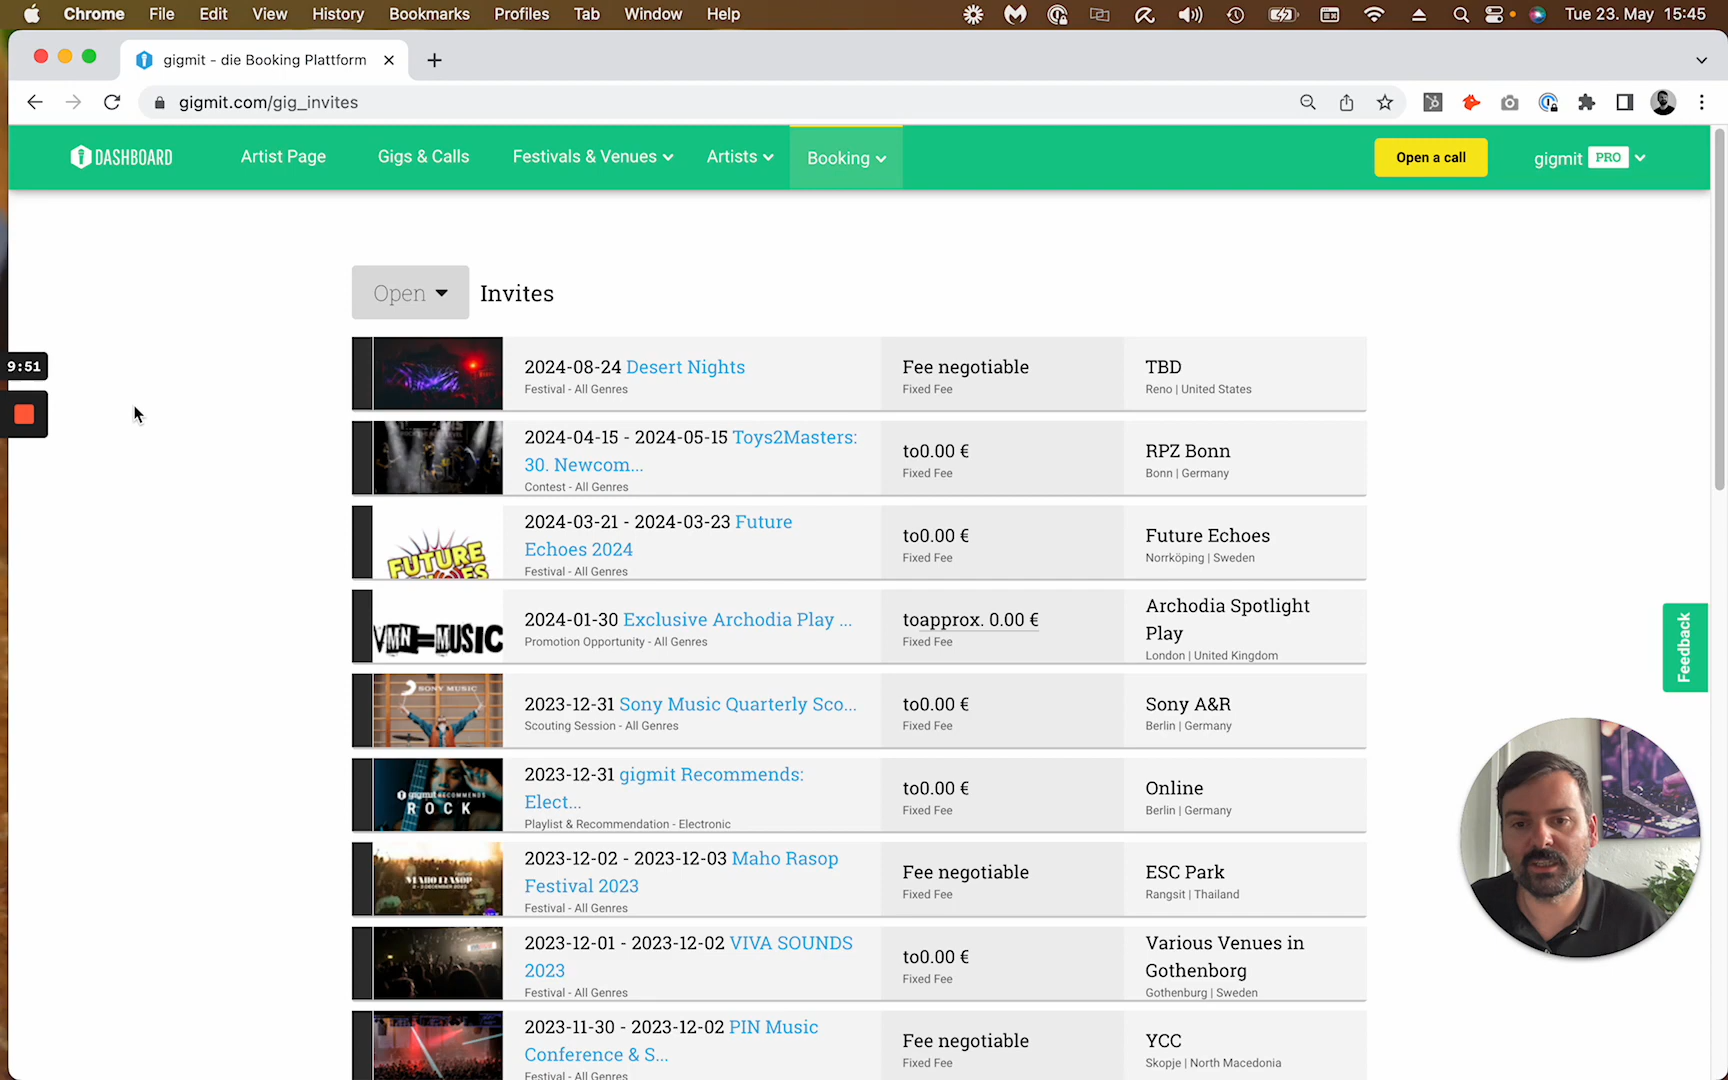 Chrome File Edit View History Bookmarks Profiles Tab Window Help Tue 23. May 15:45
gigmit - die Booking Plattform
gigmit.com/gig_invites
DASHBOARD Artist Page Gigs & Calls Festivals & Venues Artists Booking Open a call gigmit PRO
Open Invites
9:51
2024-08-24 Desert Nights
Festival - All Genres
Fee negotiable
Fixed Fee
TBD
Reno | United States
2024-04-15 - 2024-05-15 Toys2Masters:
30. Newcom...
Contest - All Genres
to0.00 €
Fixed Fee
RPZ Bonn
Bonn | Germany
FUTURE
2024-03-21 - 2024-03-23 Future
Echoes 2024
Festival - All Genres
to0.00 €
Fixed Fee
Future Echoes
Norrköping | Sweden
VMN=MUSIC
2024-01-30 Exclusive Archodia Play ...
Promotion Opportunity - All Genres
toapprox. 0.00 €
Fixed Fee
Archodia Spotlight
Play
London | United Kingdom
SONY MUSIC
2023-12-31 Sony Music Quarterly Sco...
Scouting Session - All Genres
to0.00 €
Fixed Fee
Sony A&R
Berlin | Germany
gigmit RECOMMENDS
ROCK
2023-12-31 gigmit Recommends:
Elect...
Playlist & Recommendation - Electronic
to0.00 €
Fixed Fee
Online
Berlin | Germany
MAHO RASOP
2023-12-02 - 2023-12-03 Maho Rasop
Festival 2023
Festival - All Genres
Fee negotiable
Fixed Fee
ESC Park
Rangsit | Thailand
2023-12-01 - 2023-12-02 VIVA SOUNDS
2023
Festival - All Genres
to0.00 €
Fixed Fee
Various Venues in
Gothenborg
Gothenburg | Sweden
2023-11-30 - 2023-12-02 PIN Music
Conference & S...
Festival - All Genres
Fee negotiable
Fixed Fee
YCC
Skopje | North Macedonia
Feedback